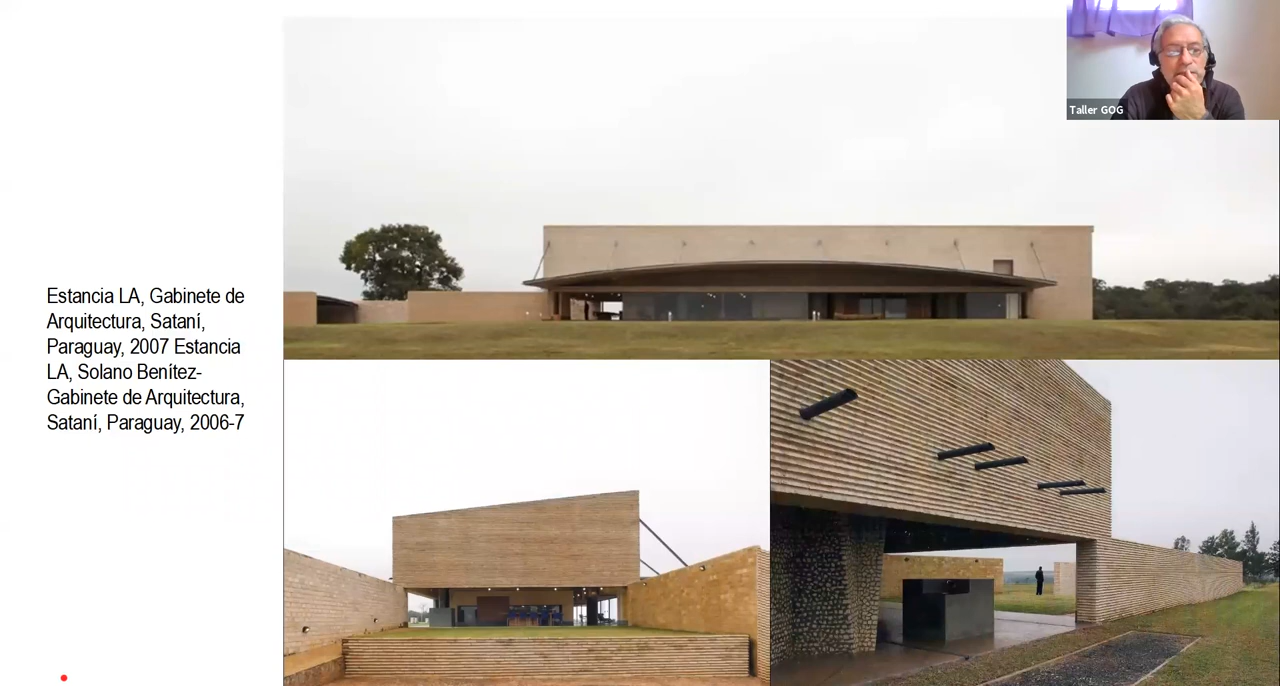 Estancia LA, Gabinete de
Arquitectura, Sataní,
Paraguay, 2007 Estancia
LA, Solano Benítez-
Gabinete de Arquitectura,
Sataní, Paraguay, 2006-7
Taller GOG